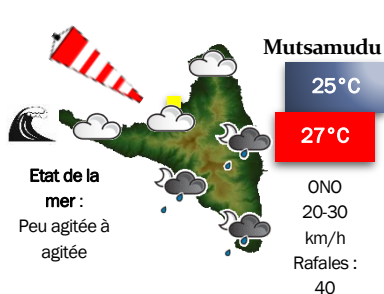 Mutsamudu
25°C
27°C
Etat de la
mer :
Peu agitée à
agitée
ONO
20-30
km/h
Rafales :
40